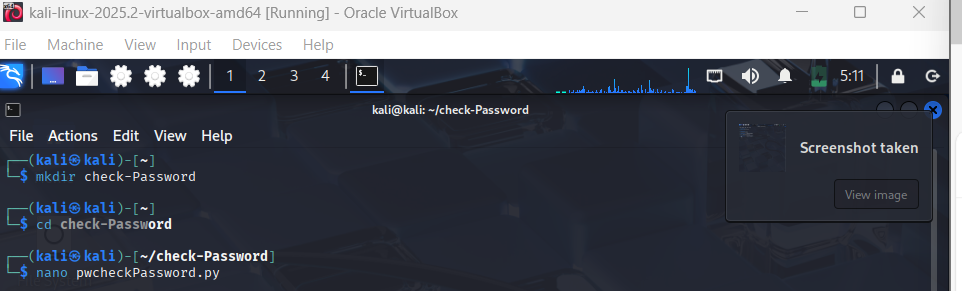 kali-linux-2025.2-virtualbox-amd64 [Running] - Oracle VirtualBox
File Machine View Input Devices Help
1 2 3 4 5:11
kali@kali: ~/check-Password
File Actions Edit View Help
Screenshot taken
View image
┌──(kali㉿kali)-[~]
└─$ mkdir check-Password
┌──(kali㉿kali)-[~]
└─$ cd check-Password
┌──(kali㉿kali)-[~/check-Password]
└─$ nano pwcheckPassword.py